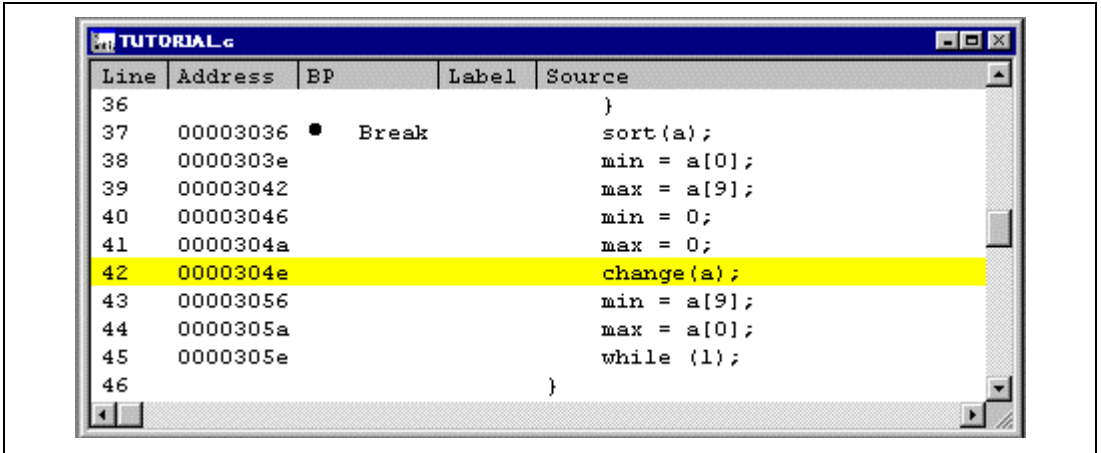 TUTORIAL.c
Line Address BP Label Source
36 }
37 00003036 ● Break sort(a);
38 0000303e min = a[0];
39 00003042 max = a[9];
40 00003046 min = 0;
41 0000304a max = 0;
42 0000304e change(a);
43 00003056 min = a[9];
44 0000305a max = a[0];
45 0000305e while (1);
46 }